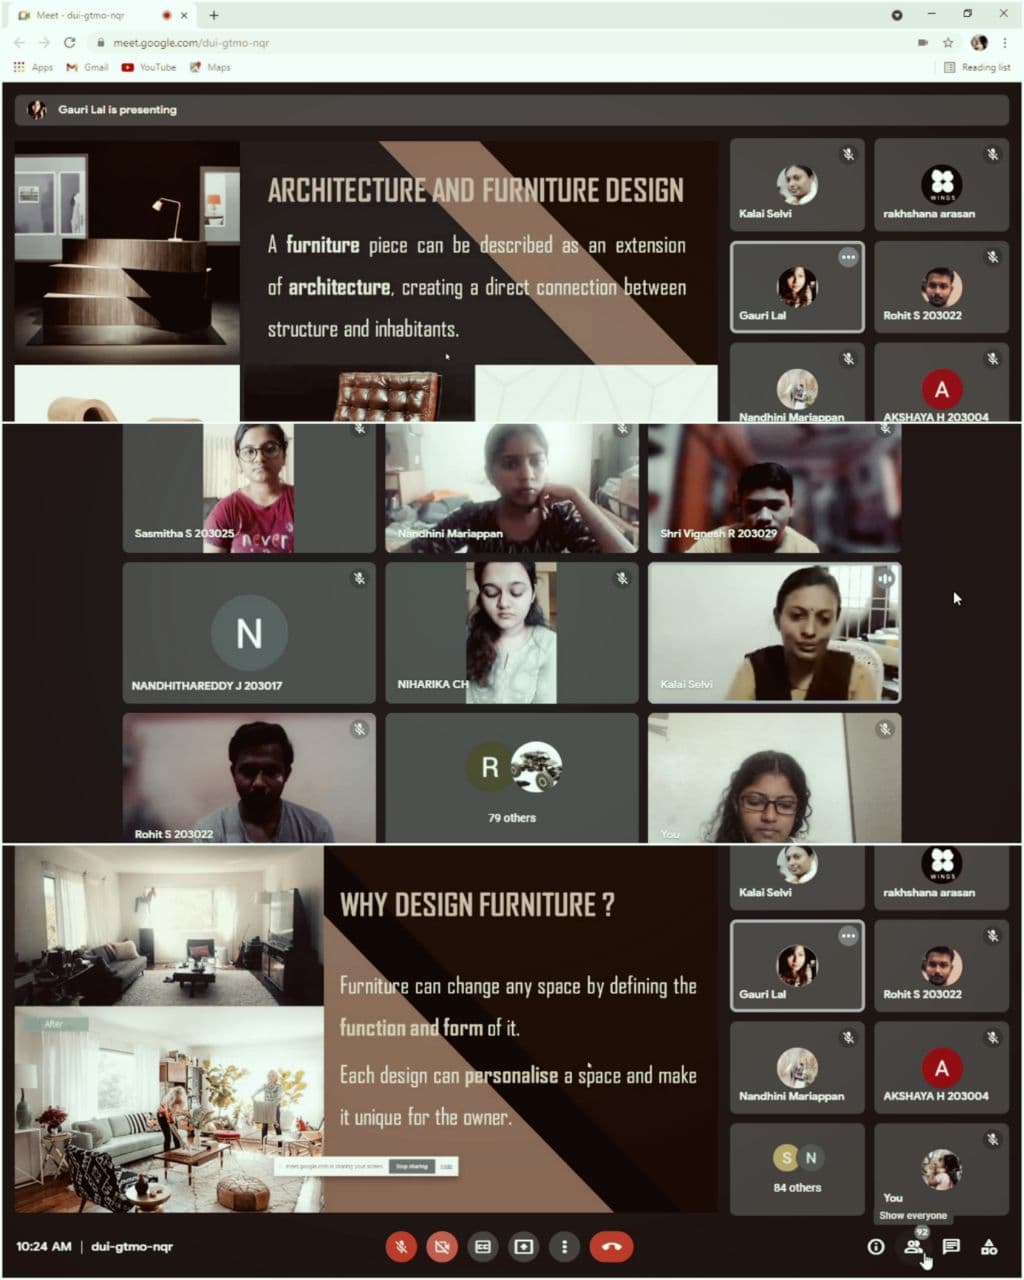 Meet - dui-gtmo-nqr
meet.google.com/dui-gtmo-nqr
Apps
Gmail
YouTube
Maps
Reading list
Gauri Lal is presenting
ARCHITECTURE AND FURNITURE DESIGN
A furniture piece can be described as an extension
of architecture, creating a direct connection between
structure and inhabitants.
Kalai Selvi
WINGS
rakhshana arasan
Gauri Lal
Rohit S 203022
Nandhini Mariappan
A
AKSHAYA H 203004
never
Sasmitha S 203025
Nandhini Mariappan
Shri Vignesh R 203029
N
NANDHITHAREDDY J 203017
NIHARIKA CH
Kalai Selvi
Rohit S 203022
R
79 others
You
After
WHY DESIGN FURNITURE ?
Furniture can change any space by defining the
function and form of it.
Each design can personalise a space and make
it unique for the owner.
meet.google.com is sharing your screen.
Stop sharing
Hide
Kalai Selvi
WINGS
rakhshana arasan
Gauri Lal
Rohit S 203022
Nandhini Mariappan
A
AKSHAYA H 203004
S N
84 others
You
Show everyone
92
10:24 AM | dui-gtmo-nqr
CC